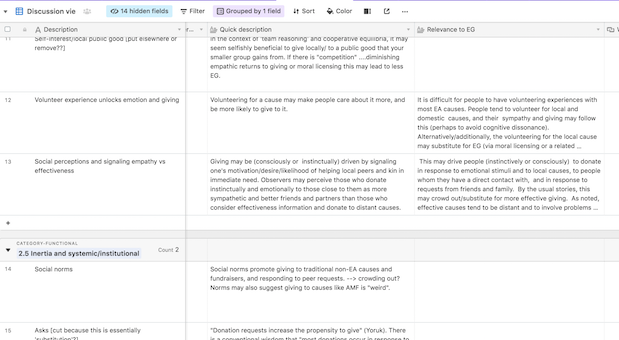 Discussion vie
14 hidden fields
Filter
Grouped by 1 field
Sort
Color
Description
Quick description
Relevance to EG
11
Self-interest/local public good [put elsewhere or
remove??]
in the context of 'team reasoning' and cooperative equilibria, it may
seem selfishly beneficial to give locally) to a public good that your
smaller group gains from. If there is "competition" ....diminishing
empathic returns to giving or moral licensing this may lead to less
EG.
12
Volunteer experience unlocks emotion and giving
Volunteering for a cause may make people care about it more, and
be more likely to give to it.
It is difficult for people to have volunteering experiences with
most EA causes. People tend to volunteer for local and
domestic causes, and their sympathy and giving may follow
this (perhaps to avoid cognitive dissonance).
Alternatively/additionally, the volunteering for the local cause
may substitute for EG (via moral licensing or a related ...
13
Social perceptions and signaling empathy vs
effectiveness
Giving may be (consciously or instinctually) driven by signaling
one's motivation/desire/likelihood of helping local peers and kin in
immediate need. Observers may perceive those who donate
instinctually and emotionally to those close to them as more
sympathetic and better friends and partners than those who
consider effectiveness information and donate to distant causes.
This may drive people (instinctively or consciously) to donate
in response to emotional stimuli and to local causes, to people
whom they have a direct contact with, and in response to
requests from friends and family. By the usual stories, this
may crowd out/substitute for more effective giving. As noted,
effective causes tend to be distant and to involve problems ...
+
CATEGORY-FUNCTIONAL
2.5 Inertia and systemic/institutional
Count 2
14
Social norms
Social norms promote giving to traditional non-EA causes and
fundraisers, and responding to peer requests. --> crowding out?
Norms may also suggest giving to causes like AMF is "weird".
15
Asks [cut because this is essentially
'substitution'?]
"Donation requests increase the propensity to give" (Yoruk). There
is a conventional wisdom that "most donations occur in response to